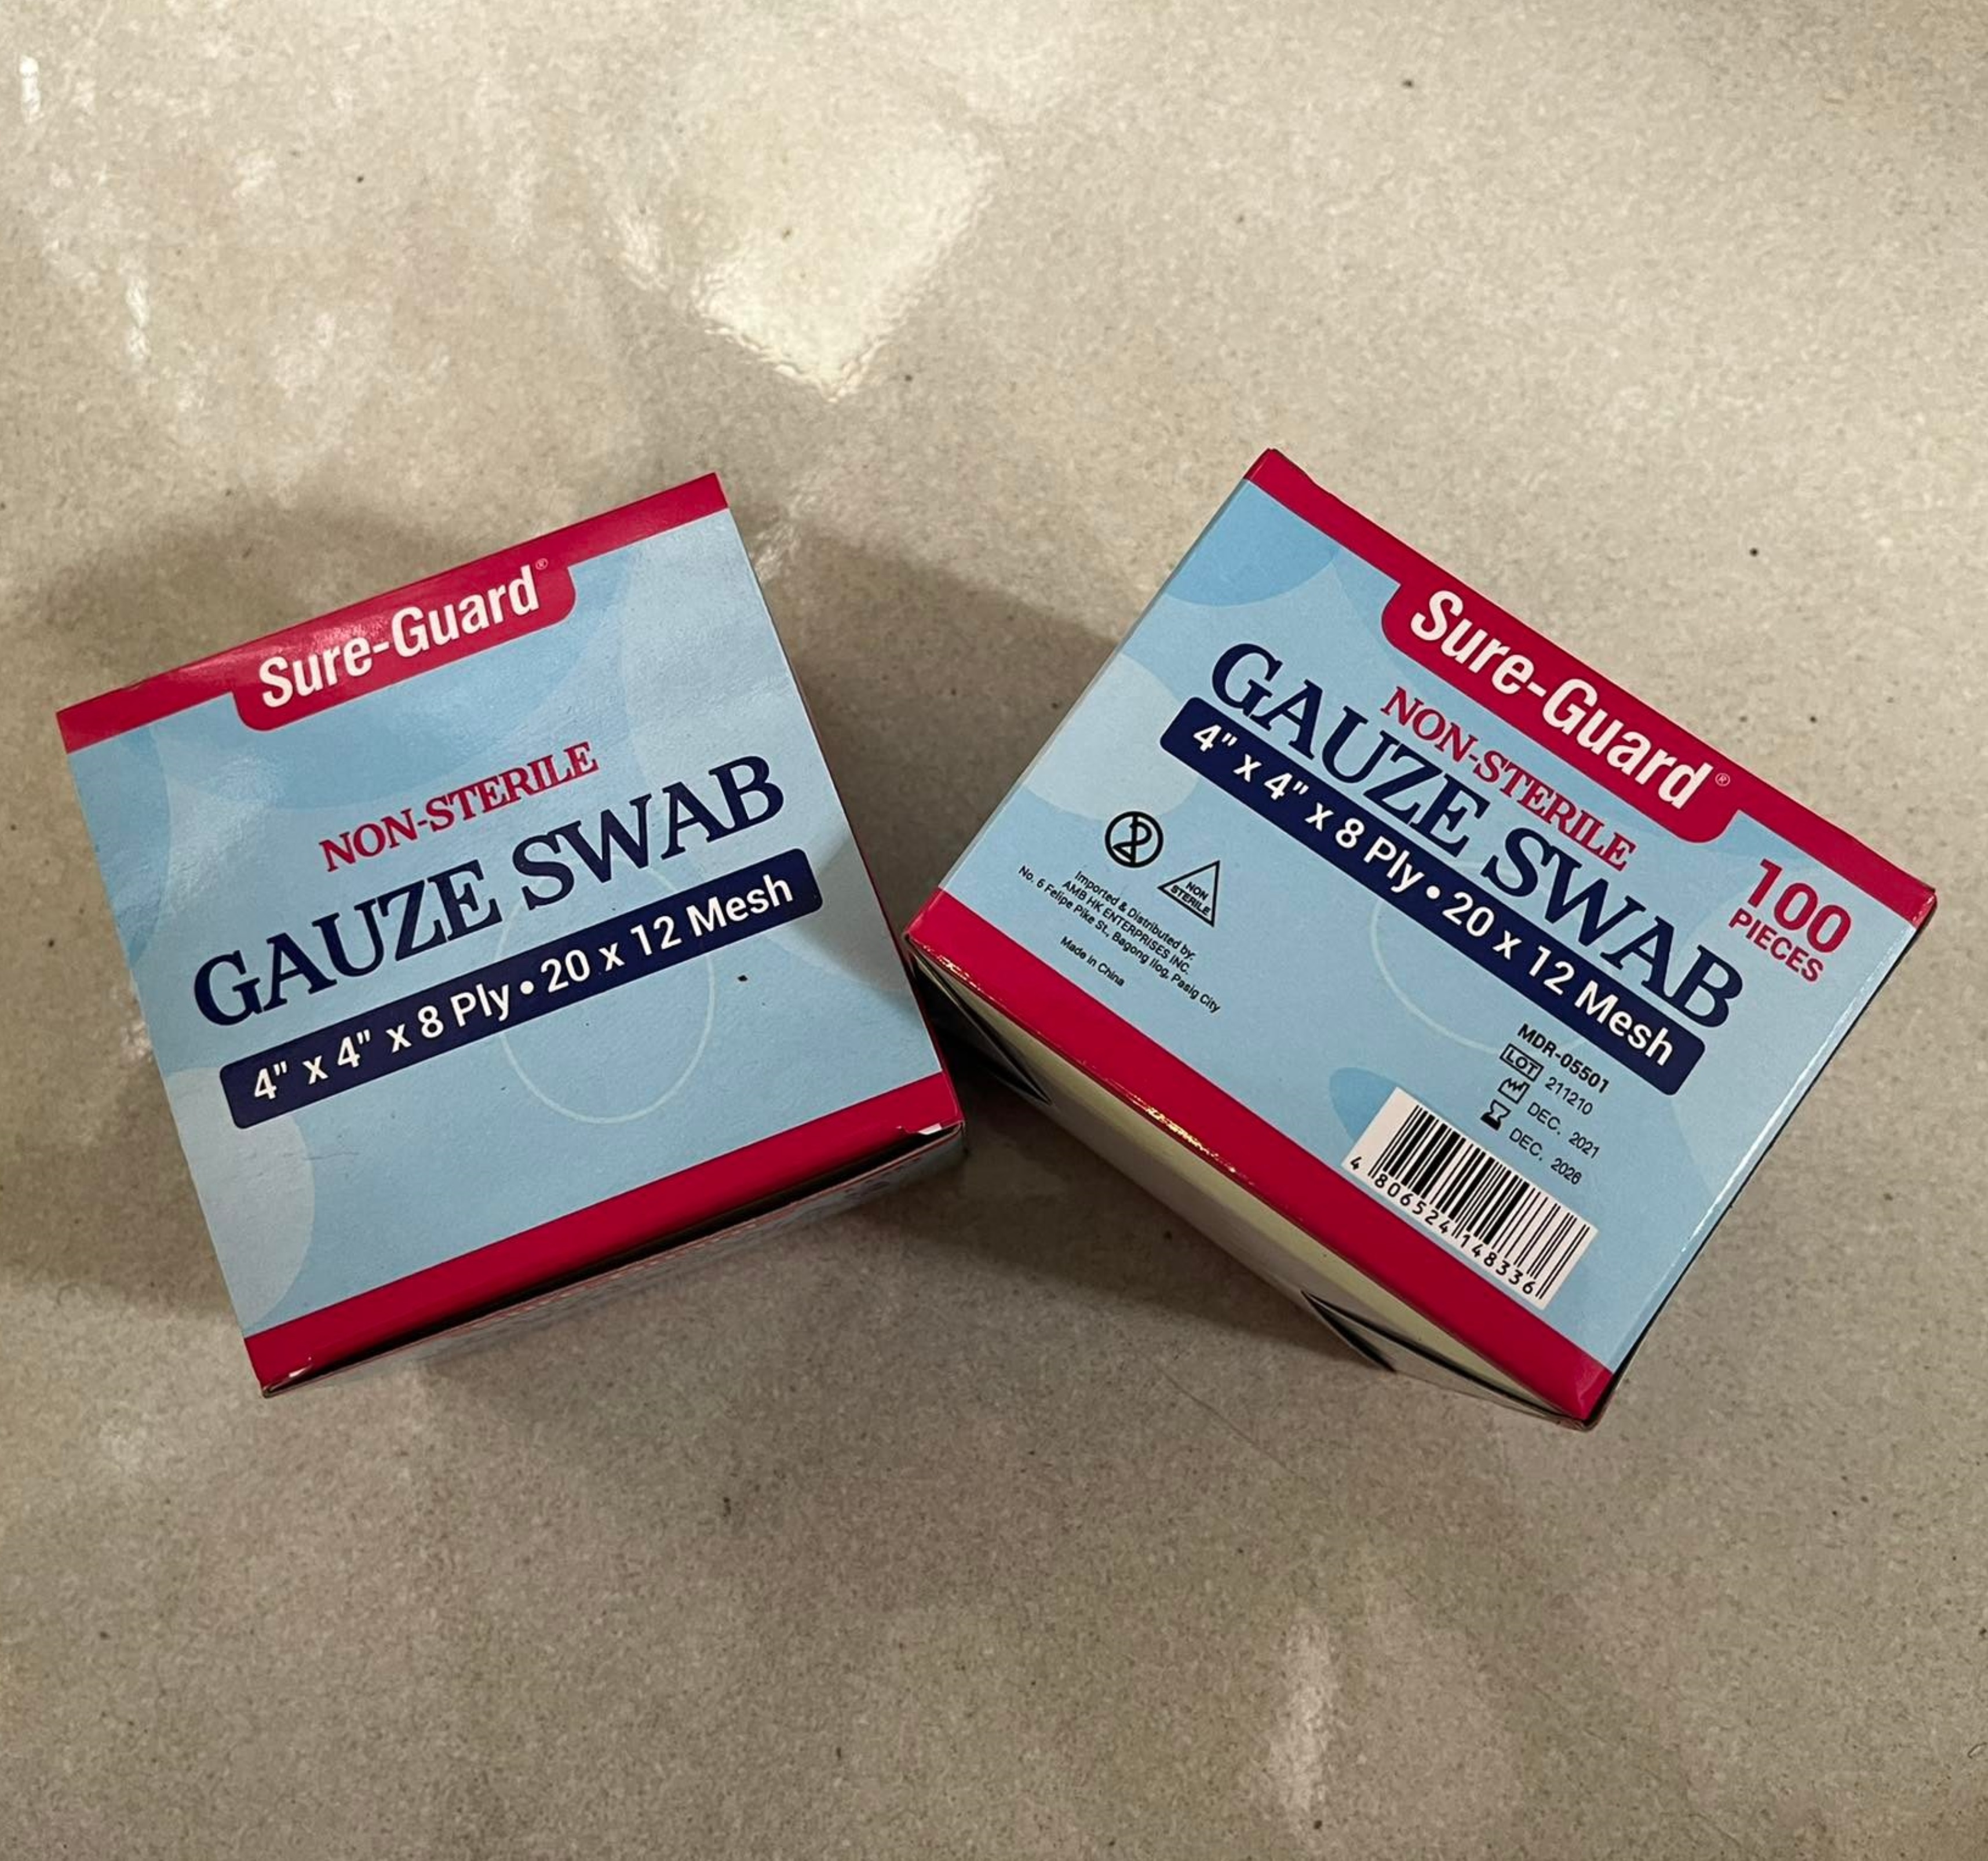 Sure-Guard®
NON-STERILE
GAUZE SWAB
4" x 4" x 8 Ply • 20 x 12 Mesh
Sure-Guard®
NON-STERILE
GAUZE SWAB
4" x 4" x 8 Ply • 20 x 12 Mesh
100
PIECES
2
NON
STERILE
Imported & Distributed by:
AMB HK ENTERPRISES INC.
No. 6 Felipe Pike St., Bagong Ilog, Pasig City
Made in China
MDR-05501
LOT 211210
DEC. 2021
DEC. 2026
4 806524 148336